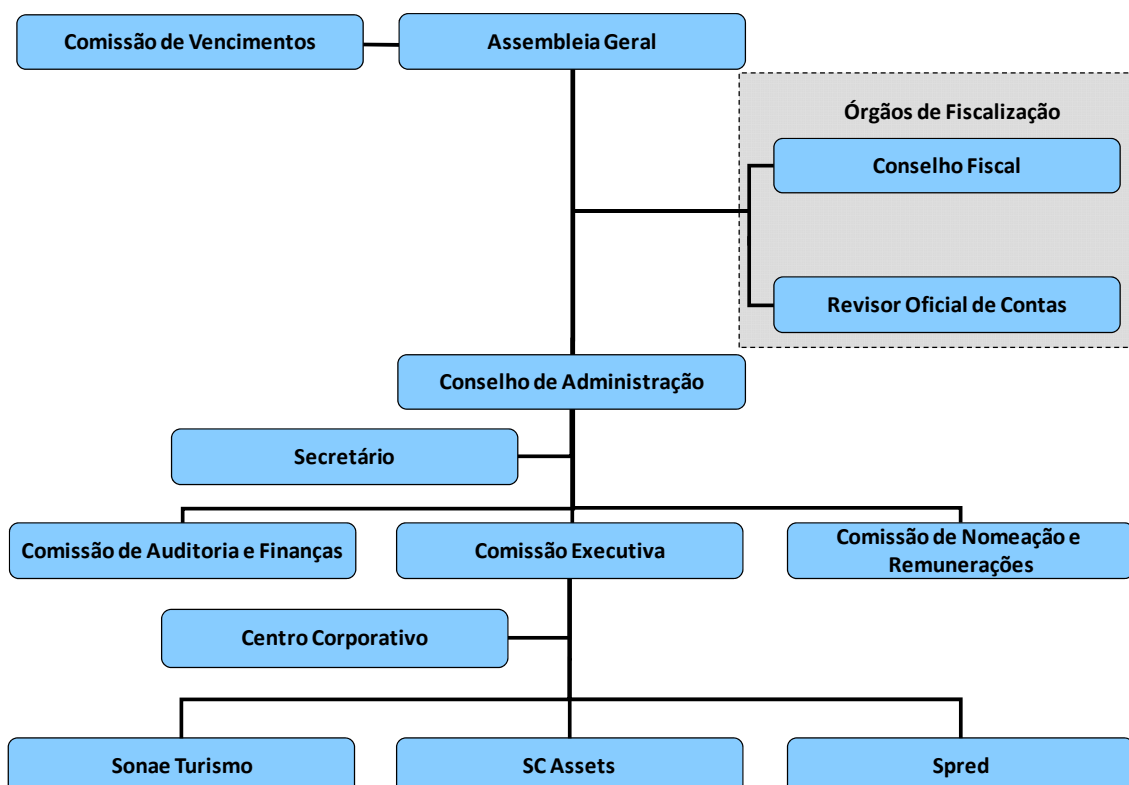 Comissão de Vencimentos
Assembleia Geral
Órgãos de Fiscalização
Conselho Fiscal
Revisor Oficial de Contas
Conselho de Administração
Secretário
Comissão de Auditoria e Finanças
Comissão Executiva
Comissão de Nomeação e
Remunerações
Centro Corporativo
Sonae Turismo
SC Assets
Spred